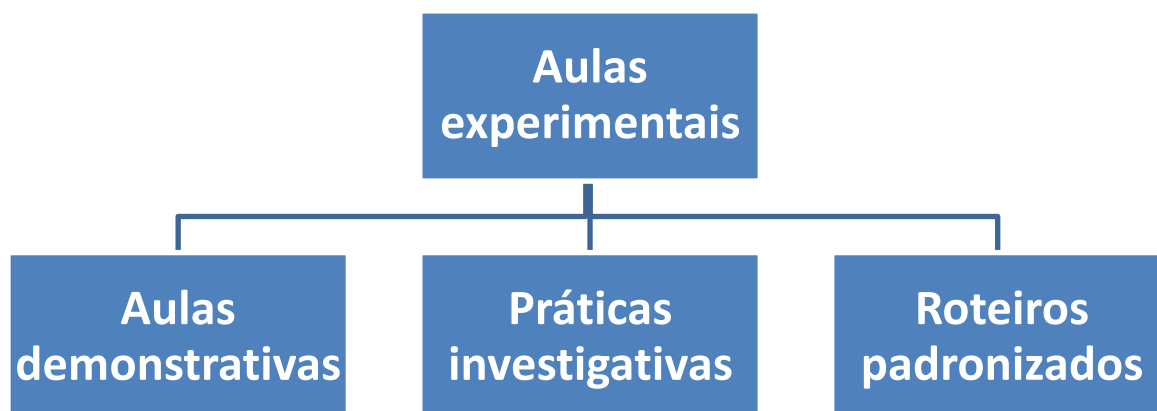 Aulas
experimentais
Aulas
demonstrativas
Práticas
investigativas
Roteiros
padronizados